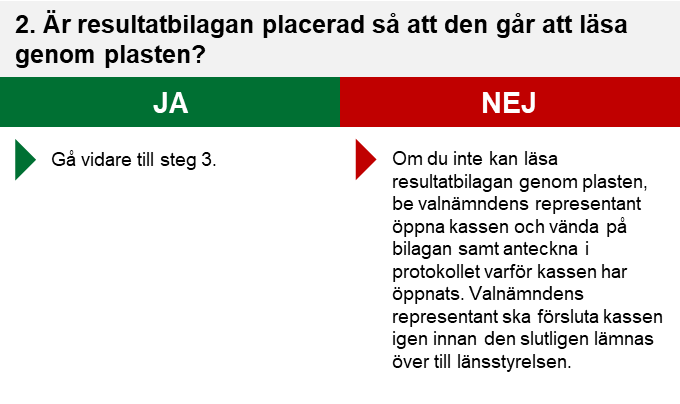 2. Är resultatbilagan placerad så att den går att läsa
genom plasten?
JA
NEJ
Gå vidare till steg 3.
Om du inte kan läsa
resultatbilagan genom plasten,
be valnämndens representant
öppna kassen och vända på
bilagan samt anteckna i
protokollet varför kassen har
öppnats. Valnämndens
representant ska försluta kassen
igen innan den slutligen lämnas
över till länsstyrelsen.